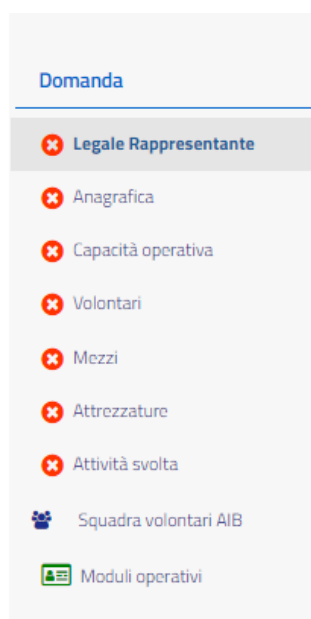 Domanda
Legale Rappresentante
Anagrafica
Capacità operativa
Volontari
Mezzi
Attrezzature
Attività svolta
Squadra volontari AIB
Moduli operativi